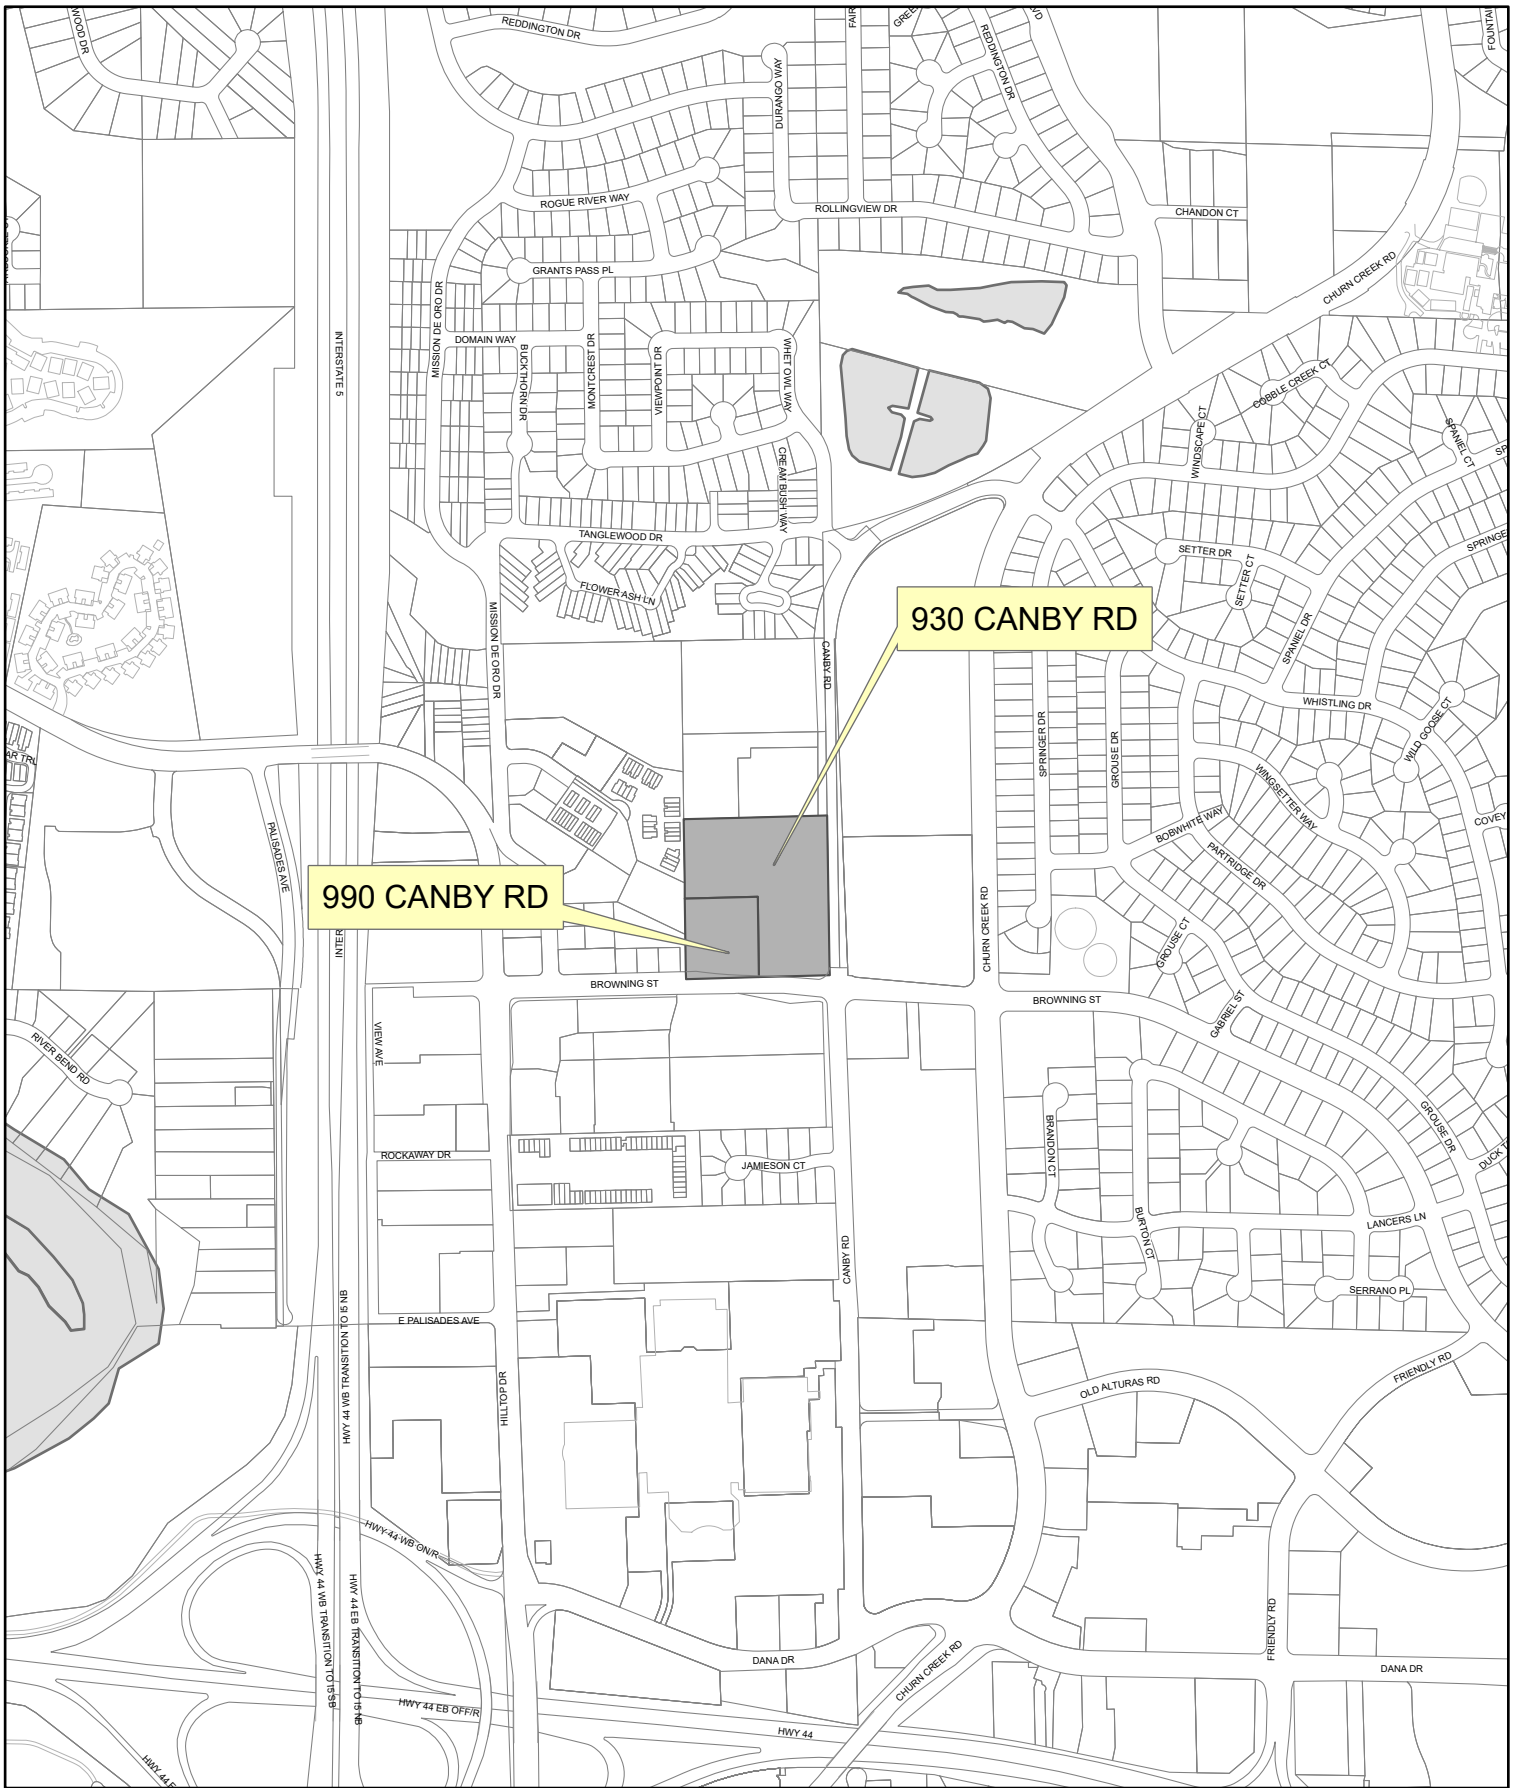 WOOD DR
REDDINGTON DR
DURANGO WAY
REDDINGTON DR
ROGUE RIVER WAY
ROLLINGVIEW DR
CHANDON CT
GRANTS PASS PL
CHURN CREEK RD
INTERSTATE 5
MISSION DE ORO DR
DOMAIN WAY
BUCKTHORN DR
MONTCREST DR
VIEWPOINT DR
WHET OWL WAY
COBBLE CREEK CT
WINDSCAPE CT
SPANIEL CT
CREAM BUSH WAY
TANGLEWOOD DR
SETTER DR
SPRINGE
FLOWER ASH LN
SETTER CT
930 CANBY RD
MISSION DE ORO DR
CANBY RD
SPANIEL DR
WHISTLING DR
SPRINGER DR
GROUSE DR
WILD GOOSE CT
AR TRL
WINGSETTER WAY
BOBWHITE WAY
COVEY
PALISADES AVE
PARTRIDGE DR
990 CANBY RD
INTER
CHURN CREEK RD
GROUSE CT
BROWNING ST
BROWNING ST
GABRIEL ST
VIEW AVE
RIVER BEND RD
BRANDON CT
GROUSE DR
DUCK T
ROCKAWAY DR
JAMIESON CT
BURTON CT
LANCERS LN
CANBY RD
SERRANO PL
E PALISADES AVE
HWY 44 WB TRANSITION TO I5 NB
HILLTOP DR
OLD ALTURAS RD
FRIENDLY RD
HWY 44 WB ON/R
HWY 44 WB TRANSITION TO I5 SB
HWY 44 EB TRANSITION TO I5 NB
FRIENDLY RD
DANA DR
CHURN CREEK RD
DANA DR
HWY 44 EB OFF/R
HWY 44